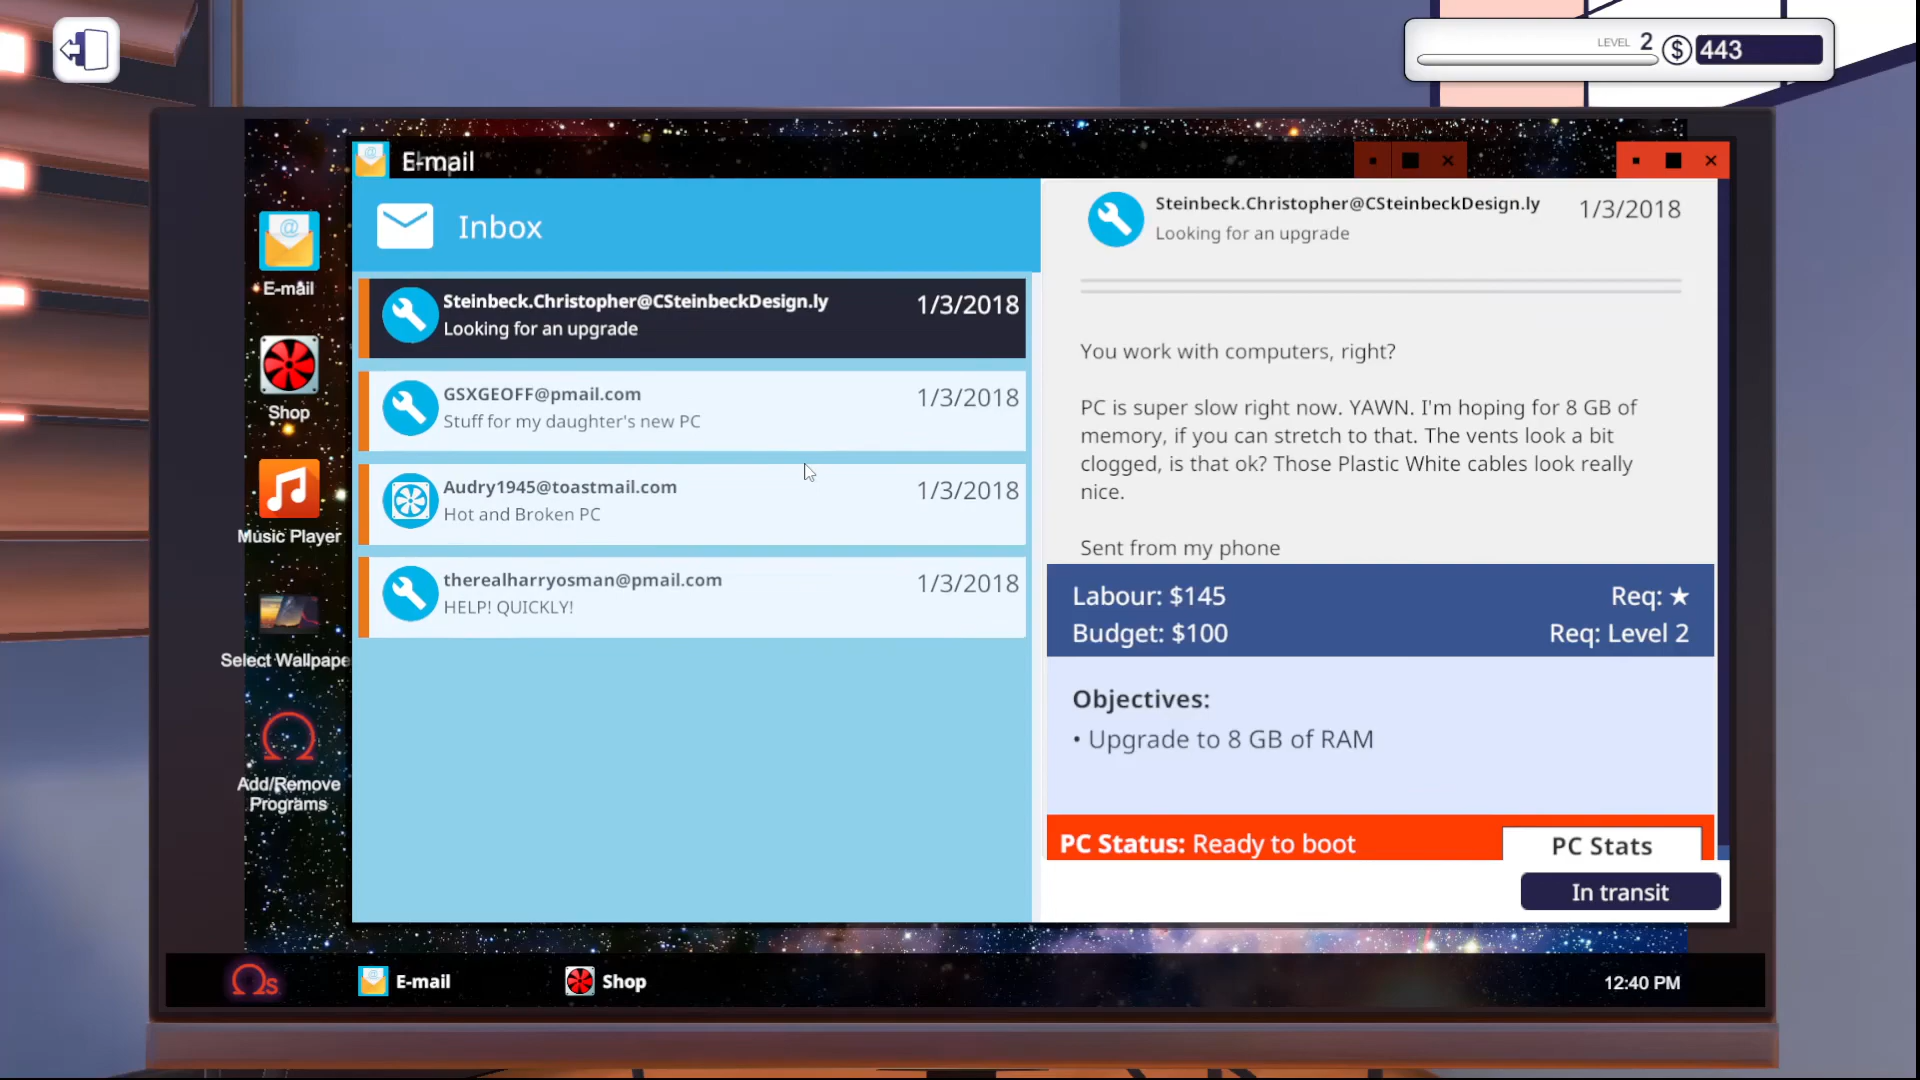 LEVEL 2 $ 443
E-mail
Inbox
E-mail
Shop
Music Player
Select Wallpape
Add/Remove
Programs
Steinbeck.Christopher@CSteinbeckDesign.ly 1/3/2018
Looking for an upgrade
GSXGEOFF@pmail.com 1/3/2018
Stuff for my daughter's new PC
Audry1945@toastmail.com 1/3/2018
Hot and Broken PC
therealharryosman@pmail.com 1/3/2018
HELP! QUICKLY!
Steinbeck.Christopher@CSteinbeckDesign.ly 1/3/2018
Looking for an upgrade
You work with computers, right?
PC is super slow right now. YAWN. I'm hoping for 8 GB of
memory, if you can stretch to that. The vents look a bit
clogged, is that ok? Those Plastic White cables look really
nice.
Sent from my phone
Labour: $145 Req: ★
Budget: $100 Req: Level 2
Objectives:
• Upgrade to 8 GB of RAM
PC Status: Ready to boot PC Stats
In transit
Ωs E-mail Shop 12:40 PM